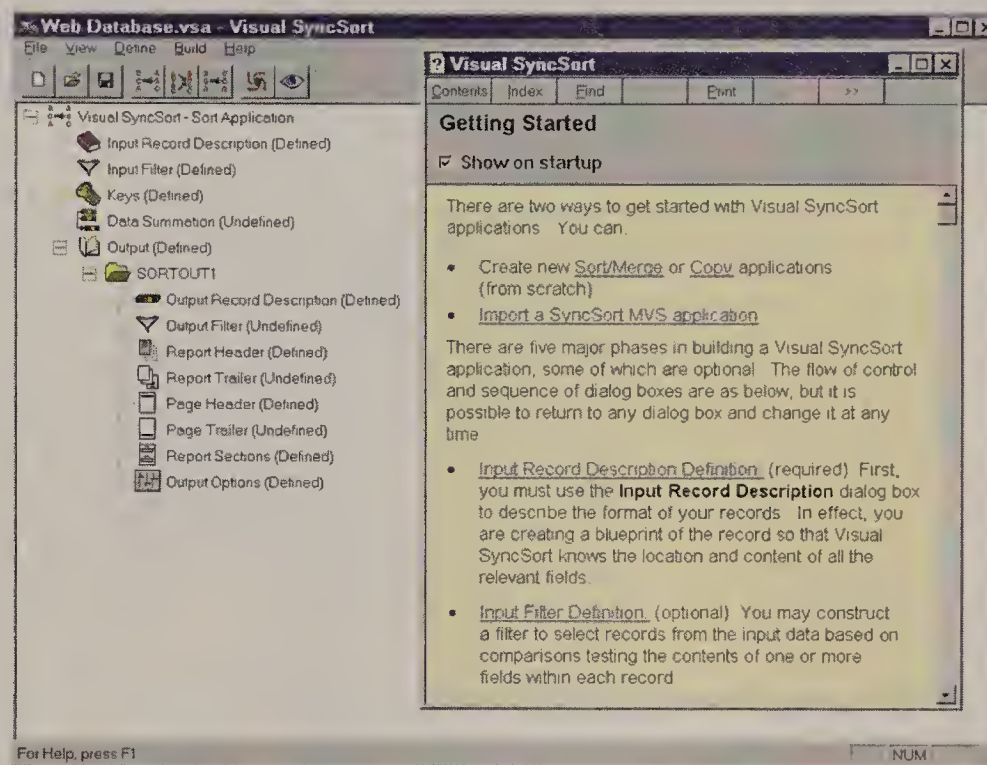 Web Database.vsa - Visual SyncSort
File View Define Build Help
Visual SyncSort - Sort Application
Input Record Description (Defined)
Input Filter (Defined)
Keys (Defined)
Data Summation (Undefined)
Output (Defined)
SORTOUT1
Output Record Description (Defined)
Output Filter (Undefined)
Report Header (Defined)
Report Trailer (Undefined)
Page Header (Defined)
Page Trailer (Undefined)
Report Sections (Defined)
Output Options (Defined)
? Visual SyncSort
Contents Index Find Print >>
Getting Started
Show on startup
There are two ways to get started with Visual SyncSort
applications You can.
• Create new Sort/Merge or Copy applications
(from scratch)
• Import a SyncSort MVS application
There are five major phases in building a Visual SyncSort
application, some of which are optional The flow of control
and sequence of dialog boxes are as below, but it is
possible to return to any dialog box and change it at any
time
• Input Record Description Definition. (required) First,
you must use the Input Record Description dialog box
to describe the format of your records In effect, you
are creating a blueprint of the record so that Visual
SyncSort knows the location and content of all the
relevant fields.
• Input Filter Definition. (optional) You may construct
a filter to select records from the input data based on
comparisons testing the contents of one or more
fields within each record
For Help, press F1
NUM